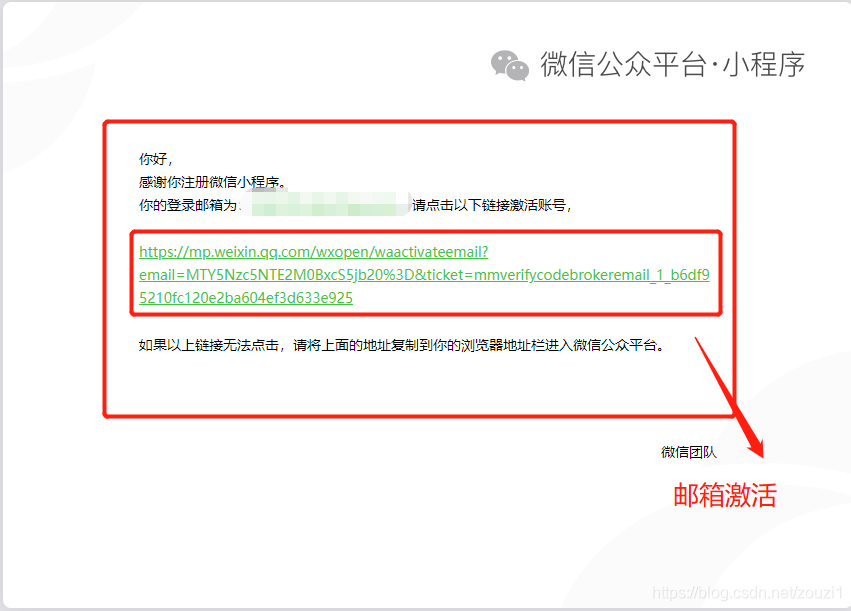 微信公众平台·小程序
你好，
感谢你注册微信小程序。
你的登录邮箱为： 请点击以下链接激活账号，
https://mp.weixin.qq.com/wxopen/waactivateemail?
email=MTY5Nzc5NTE2M0BxcS5jb20%3D&ticket=mmverifycodebrokeremail_1_b6df9
5210fc120e2ba604ef3d633e925
如果以上链接无法点击，请将上面的地址复制到你的浏览器地址栏进入微信公众平台。
微信团队
邮箱激活
https://blog.csdn.net/zouzi1